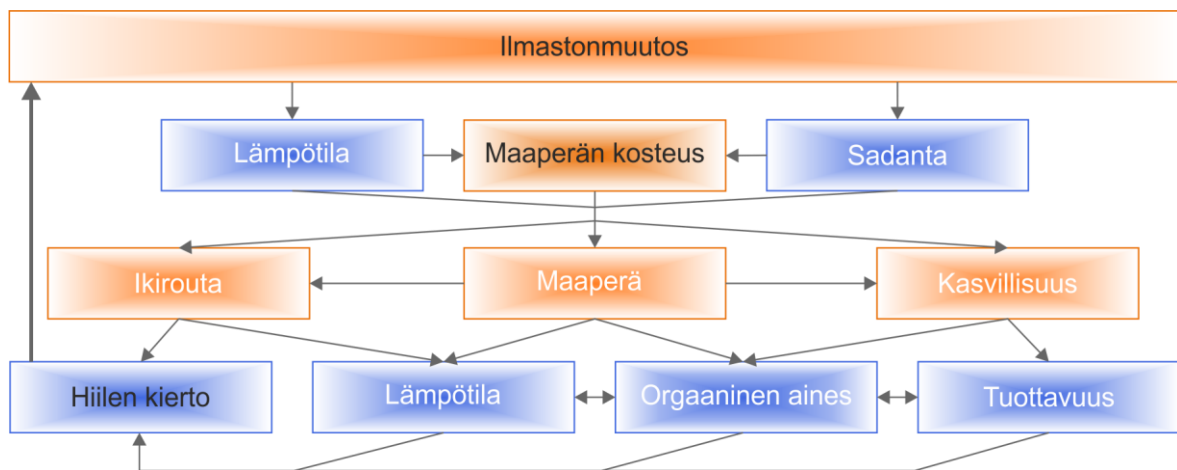 Ilmastonmuutos
Lämpötila
Maaperän kosteus
Sadanta
Ikirouta
Maaperä
Kasvillisuus
Hiilen kierto
Lämpötila
Orgaaninen aines
Tuottavuus